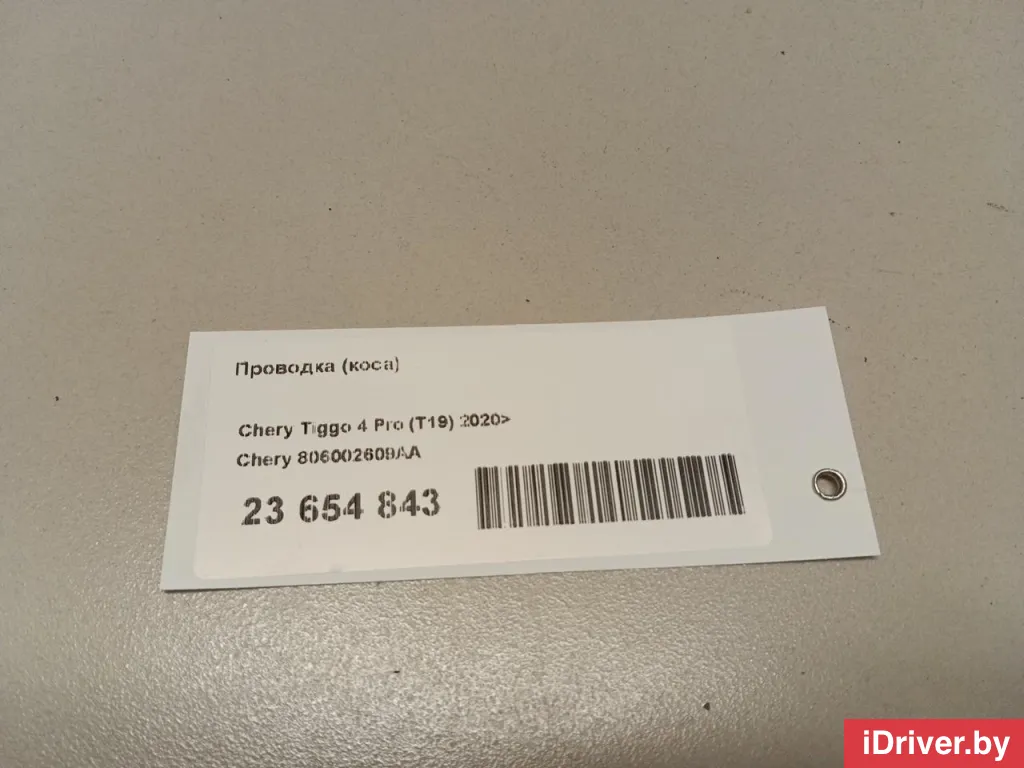 Проводка (коса)
Chery Tiggo 4 Pro (T19) 2020>
Chery 806002609AA
23 654 843
iDriver.by